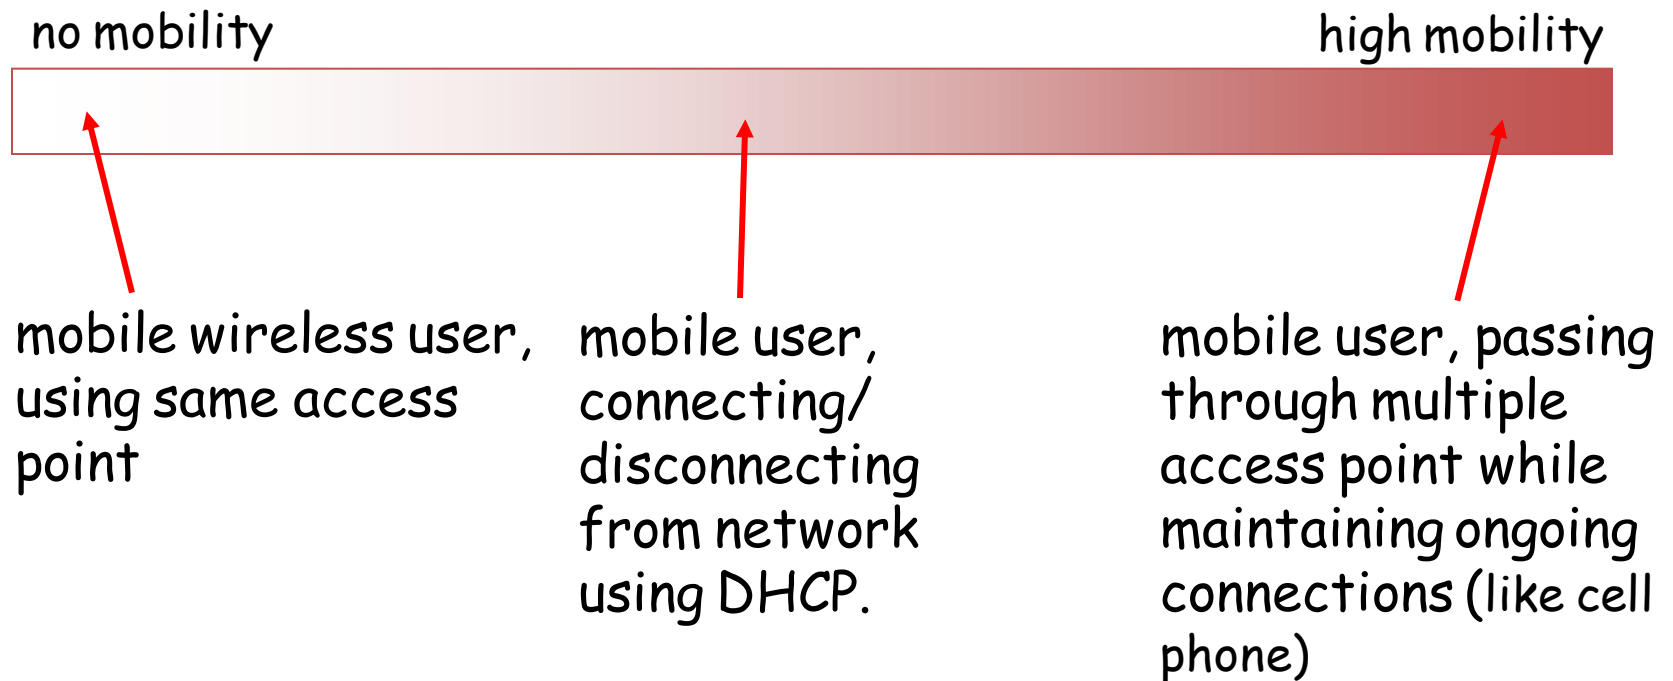 no mobility
high mobility
mobile wireless user,
using same access
point
mobile user,
connecting/
disconnecting
from network
using DHCP.
mobile user, passing
through multiple
access point while
maintaining ongoing
connections (like cell
phone)